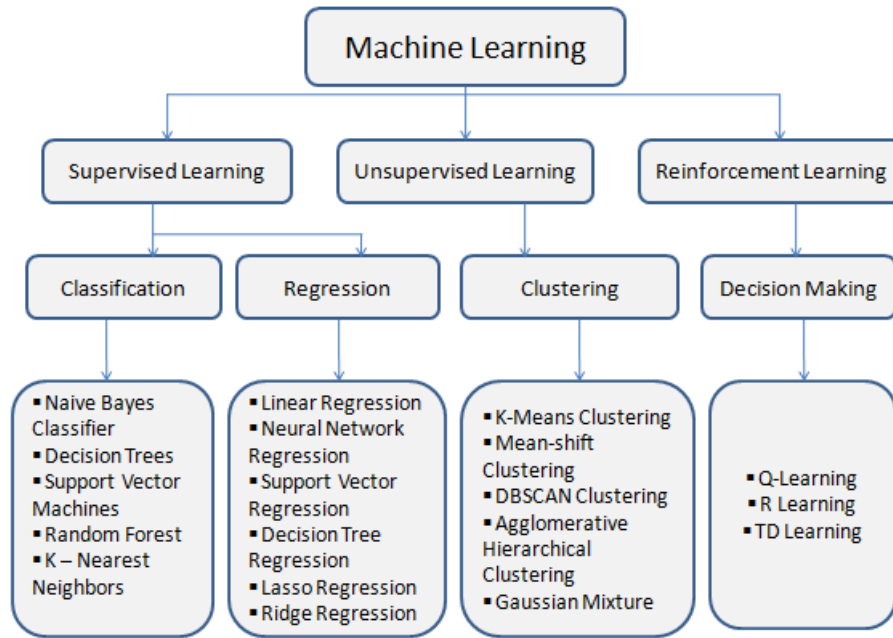 Machine Learning
Supervised Learning
Unsupervised Learning
Reinforcement Learning
Classification
Regression
Clustering
Decision Making
▪ Naive Bayes
Classifier
▪ Decision Trees
▪ Support Vector
Machines
▪ Random Forest
▪ K – Nearest
Neighbors
▪ Linear Regression
▪ Neural Network
Regression
▪ Support Vector
Regression
▪ Decision Tree
Regression
▪ Lasso Regression
▪ Ridge Regression
▪ K-Means Clustering
▪ Mean-shift
Clustering
▪ DBSCAN Clustering
▪ Agglomerative
Hierarchical
Clustering
▪ Gaussian Mixture
▪ Q-Learning
▪ R Learning
▪ TD Learning